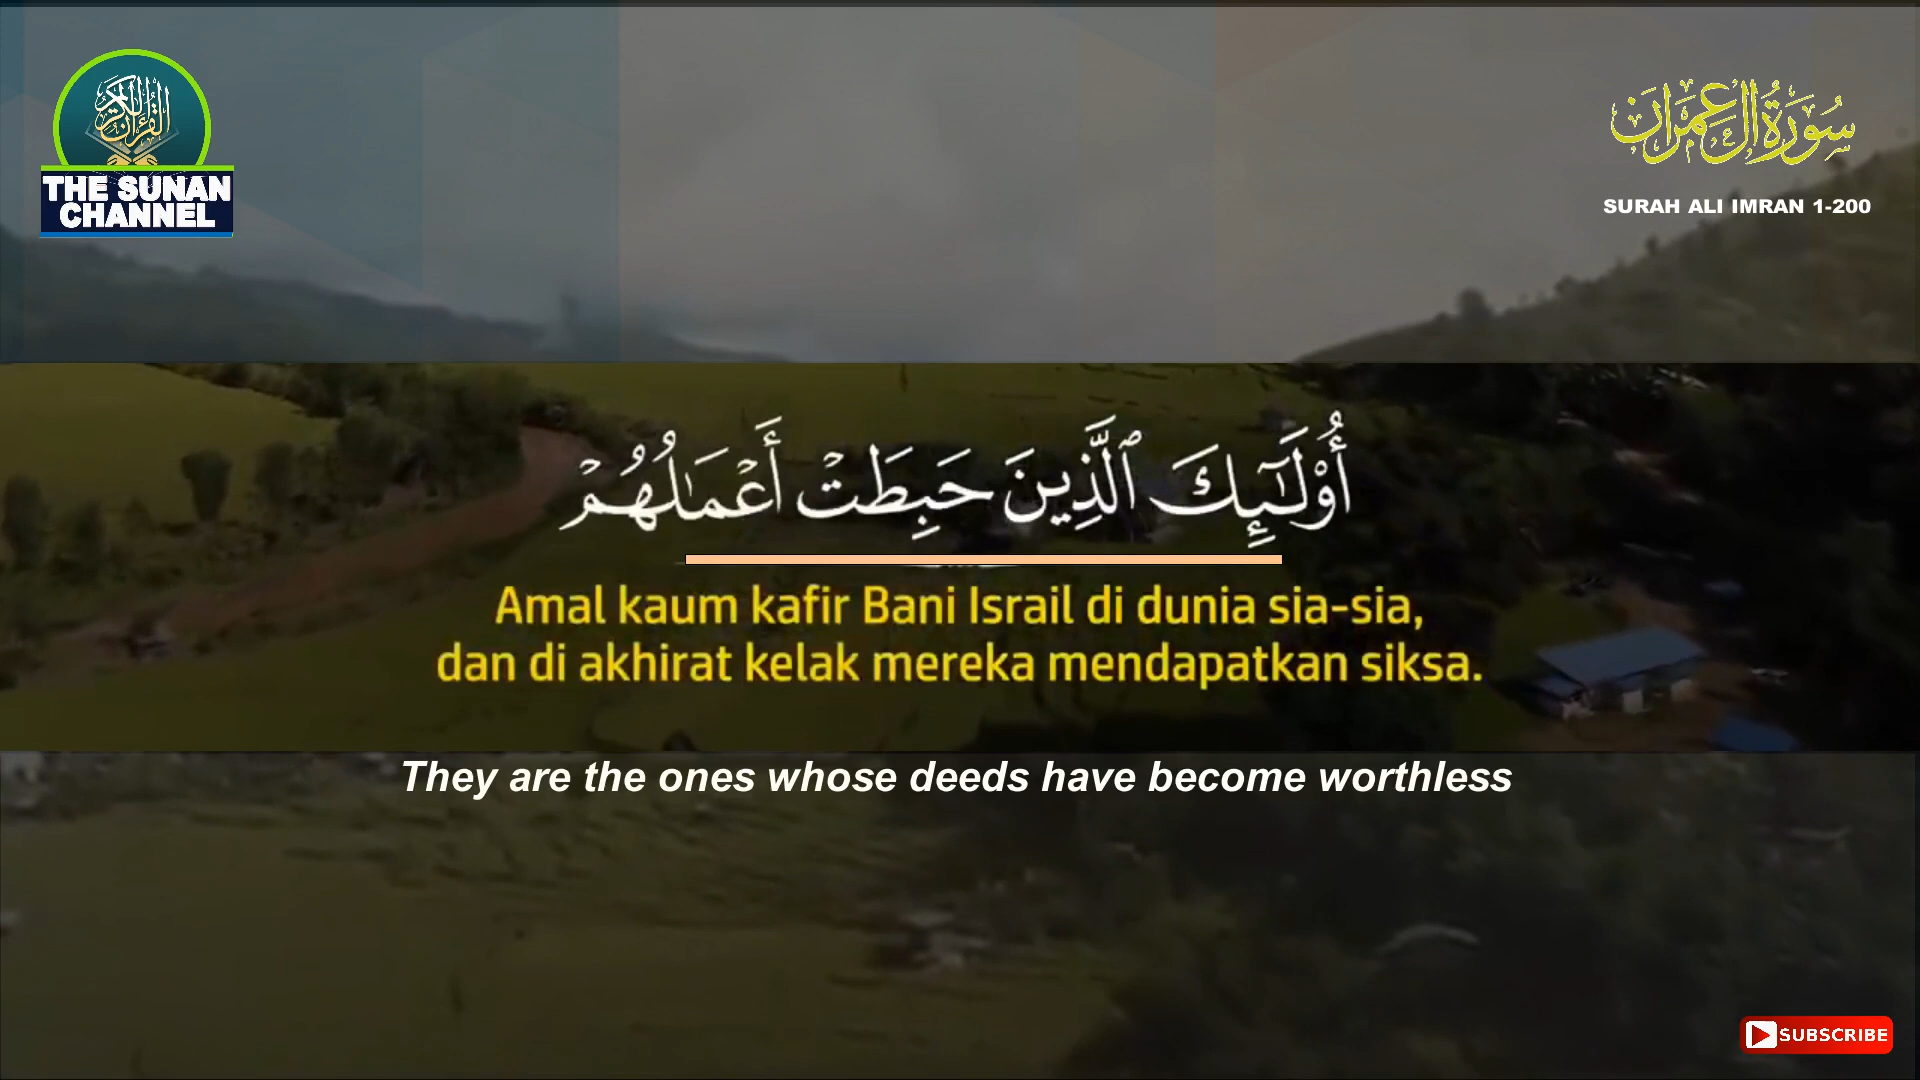 القرآن الكريم
THE SUNAN
CHANNEL
سُورَةُ آل عِمْرَان
SURAH ALI IMRAN 1-200
أُو۟لَـٰٓئِكَ ٱلَّذِينَ حَبِطَتْ أَعْمَـٰلُهُمْ
Amal kaum kafir Bani Israil di dunia sia-sia,
dan di akhirat kelak mereka mendapatkan siksa.
They are the ones whose deeds have become worthless
SUBSCRIBE